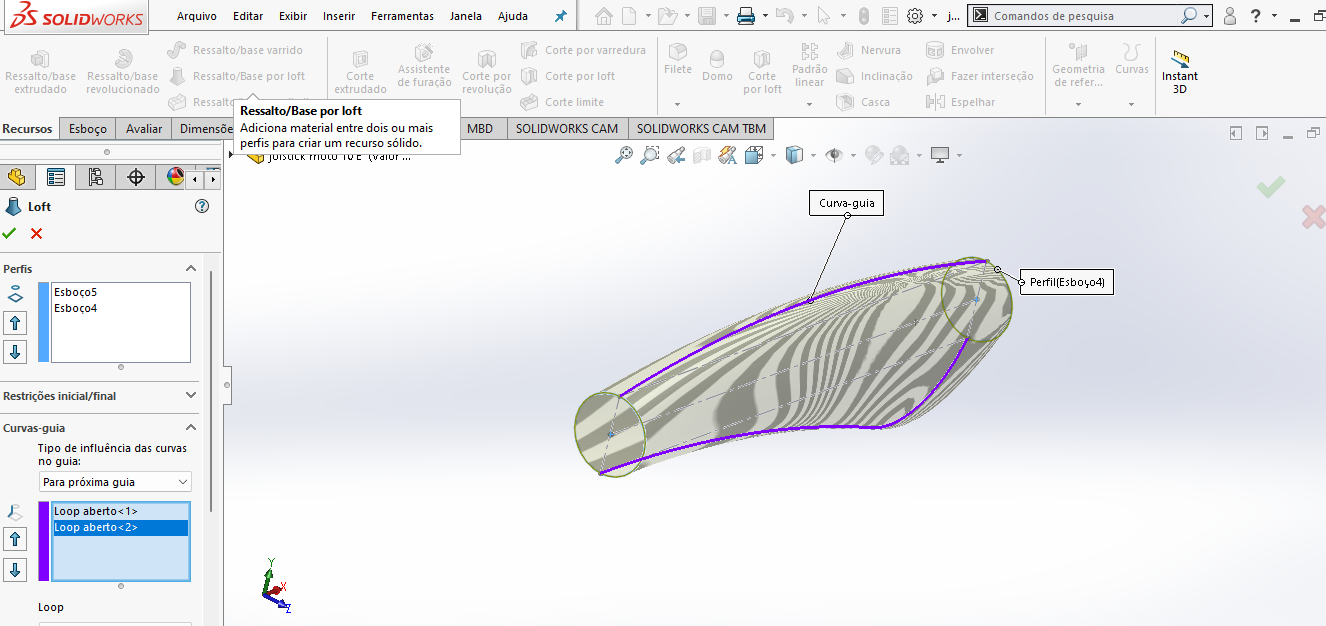 SOLIDWORKS
Arquivo Editar Exibir Inserir Ferramentas Janela Ajuda
j...
Comandos de pesquisa
Ressalto/base extrudado
Ressalto/base revolucionado
Ressalto/base varrido
Ressalto/Base por loft
Ressalto
Corte extrudado
Assistente de furação
Corte por revolução
Corte por varredura
Corte por loft
Corte limite
Filete
Domo
Corte por loft
Padrão linear
Nervura
Inclinação
Casca
Envolver
Fazer interseção
Espelhar
Geometria de refer...
Curvas
Instant 3D
Ressalto/Base por loft
Adiciona material entre dois ou mais
perfis para criar um recurso sólido.
Recursos Esboço Avaliar Dimensõe MBD SOLIDWORKS CAM SOLIDWORKS CAM TBM
Joistick moto 10 E (Valor ...
Loft
Perfis
Esboço5
Esboço4
Restrições inicial/final
Curvas-guia
Tipo de influência das curvas
no guia:
Para próxima guia
Loop aberto<1>
Loop aberto<2>
Loop
Curva-guia
Perfil(Esboço4)
Y
X
Z